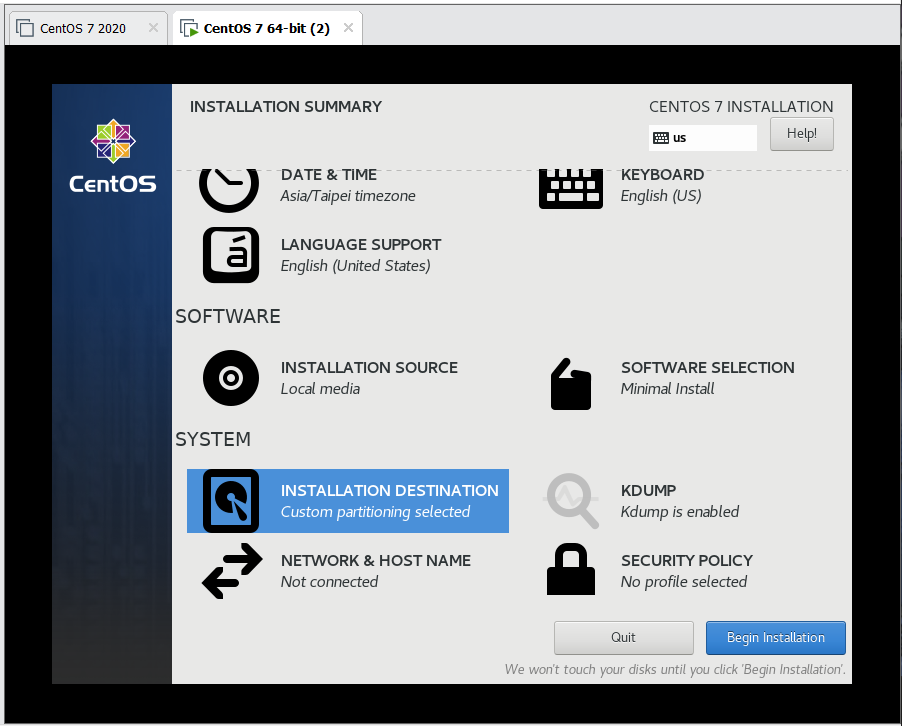 CentOS 7 2020
CentOS 7 64-bit (2)
INSTALLATION SUMMARY
CENTOS 7 INSTALLATION
us
Help!
CentOS
DATE & TIME
Asia/Taipei timezone
KEYBOARD
English (US)
á
LANGUAGE SUPPORT
English (United States)
SOFTWARE
INSTALLATION SOURCE
Local media
SOFTWARE SELECTION
Minimal Install
SYSTEM
INSTALLATION DESTINATION
Custom partitioning selected
KDUMP
Kdump is enabled
NETWORK & HOST NAME
Not connected
SECURITY POLICY
No profile selected
Quit
Begin Installation
We won't touch your disks until you click 'Begin Installation'.